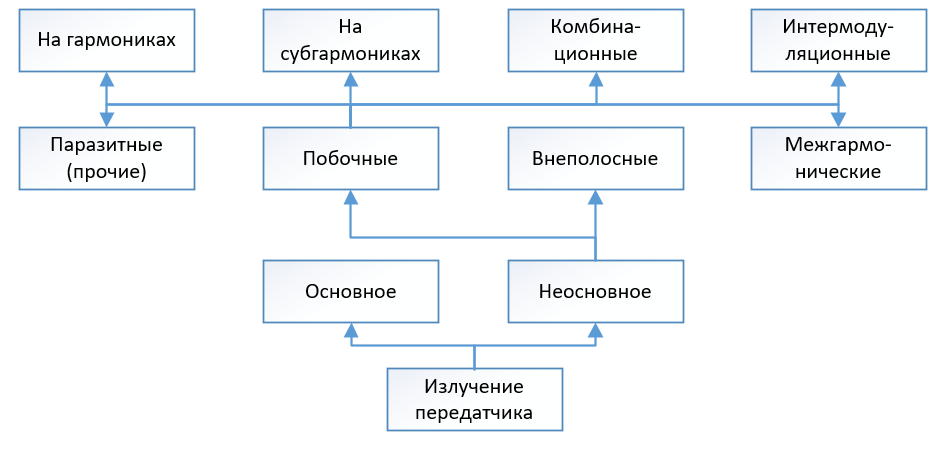 На гармониках
На
субгармониках
Комбина-
ционные
Интермоду-
ляционные
Паразитные
(прочие)
Побочные
Внеполосные
Межгармо-
нические
Основное
Неосновное
Излучение
передатчика